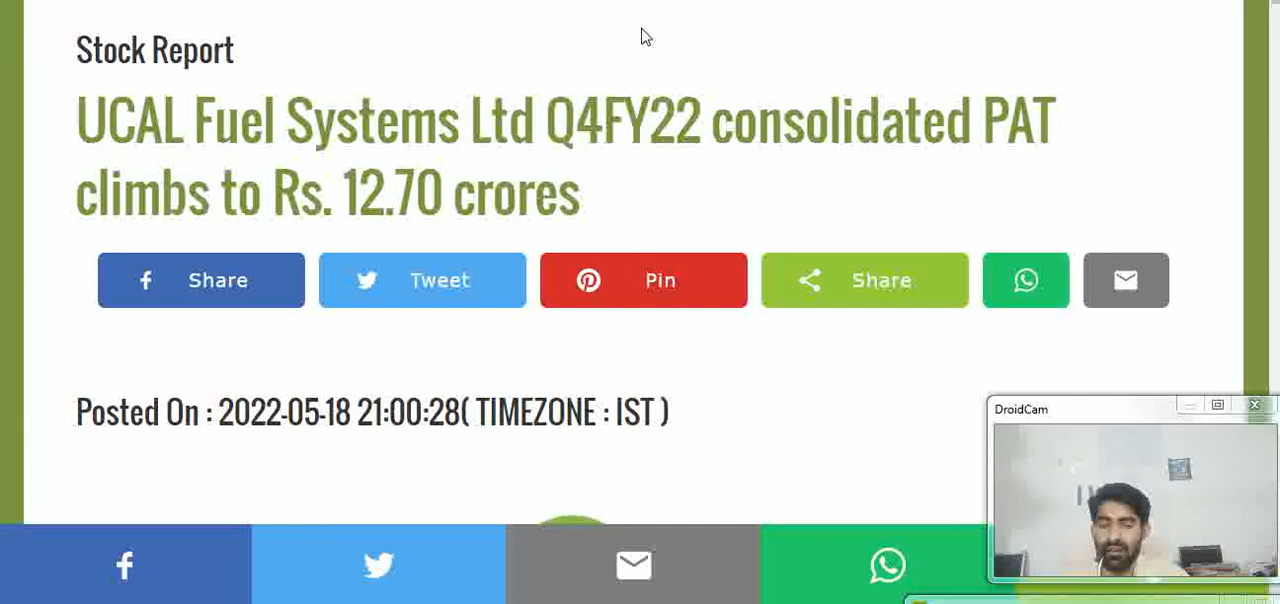 Stock Report
UCAL Fuel Systems Ltd Q4FY22 consolidated PAT
climbs to Rs. 12.70 crores
Share
Tweet
Pin
Share
Posted On : 2022-05-18 21:00:28( TIMEZONE : IST )
DroidCam